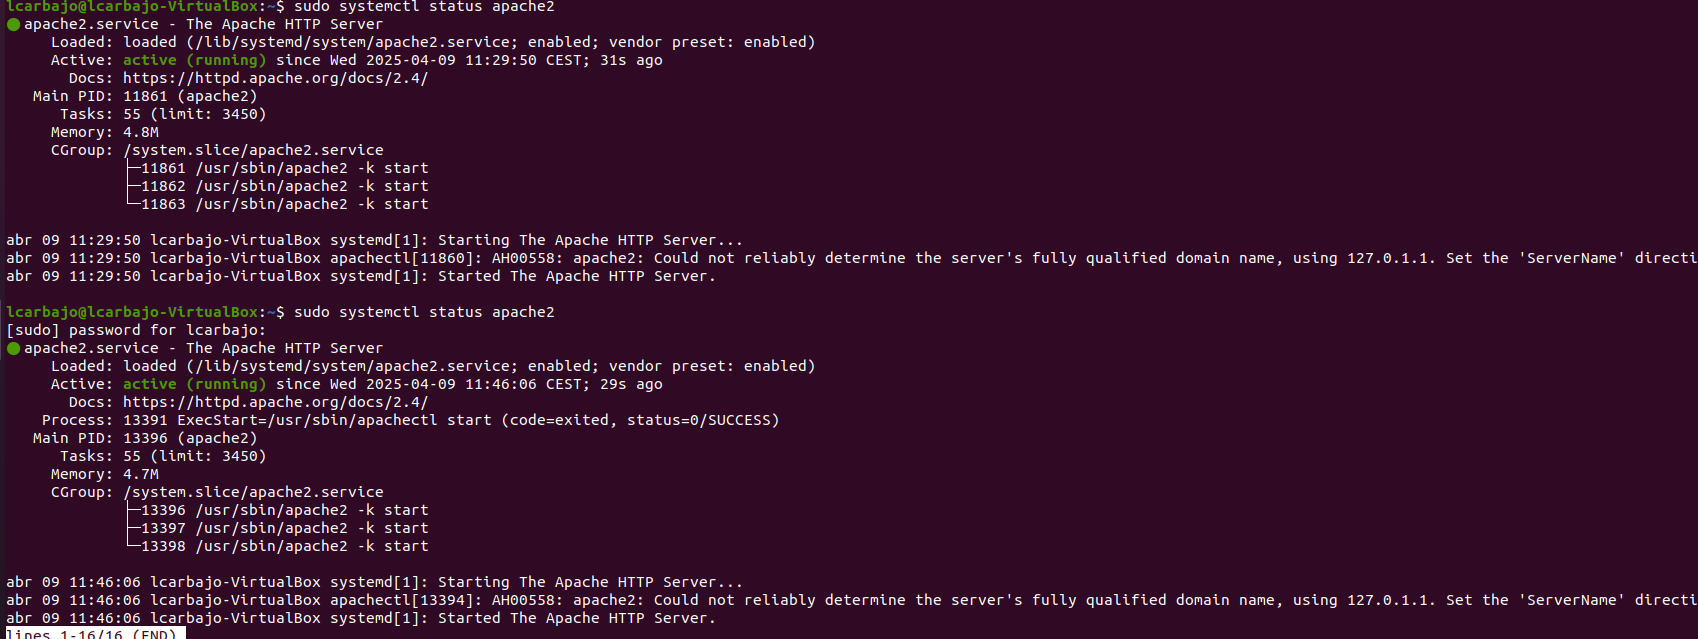 lcarbajo@lcarbajo-VirtualBox:~$ sudo systemctl status apache2
apache2.service - The Apache HTTP Server
Loaded: loaded (/lib/systemd/system/apache2.service; enabled; vendor preset: enabled)
Active: active (running) since Wed 2025-04-09 11:29:50 CEST; 31s ago
Docs: https://httpd.apache.org/docs/2.4/
Main PID: 11861 (apache2)
Tasks: 55 (limit: 3450)
Memory: 4.8M
CGroup: /system.slice/apache2.service
├─11861 /usr/sbin/apache2 -k start
├─11862 /usr/sbin/apache2 -k start
└─11863 /usr/sbin/apache2 -k start
abr 09 11:29:50 lcarbajo-VirtualBox systemd[1]: Starting The Apache HTTP Server...
abr 09 11:29:50 lcarbajo-VirtualBox apachectl[11860]: AH00558: apache2: Could not reliably determine the server's fully qualified domain name, using 127.0.1.1. Set the 'ServerName' directi
abr 09 11:29:50 lcarbajo-VirtualBox systemd[1]: Started The Apache HTTP Server.
lcarbajo@lcarbajo-VirtualBox:~$ sudo systemctl status apache2
[sudo] password for lcarbajo:
apache2.service - The Apache HTTP Server
Loaded: loaded (/lib/systemd/system/apache2.service; enabled; vendor preset: enabled)
Active: active (running) since Wed 2025-04-09 11:46:06 CEST; 29s ago
Docs: https://httpd.apache.org/docs/2.4/
Process: 13391 ExecStart=/usr/sbin/apachectl start (code=exited, status=0/SUCCESS)
Main PID: 13396 (apache2)
Tasks: 55 (limit: 3450)
Memory: 4.7M
CGroup: /system.slice/apache2.service
├─13396 /usr/sbin/apache2 -k start
├─13397 /usr/sbin/apache2 -k start
└─13398 /usr/sbin/apache2 -k start
abr 09 11:46:06 lcarbajo-VirtualBox systemd[1]: Starting The Apache HTTP Server...
abr 09 11:46:06 lcarbajo-VirtualBox apachectl[13394]: AH00558: apache2: Could not reliably determine the server's fully qualified domain name, using 127.0.1.1. Set the 'ServerName' directi
abr 09 11:46:06 lcarbajo-VirtualBox systemd[1]: Started The Apache HTTP Server.
lines 1-16/16 (END)